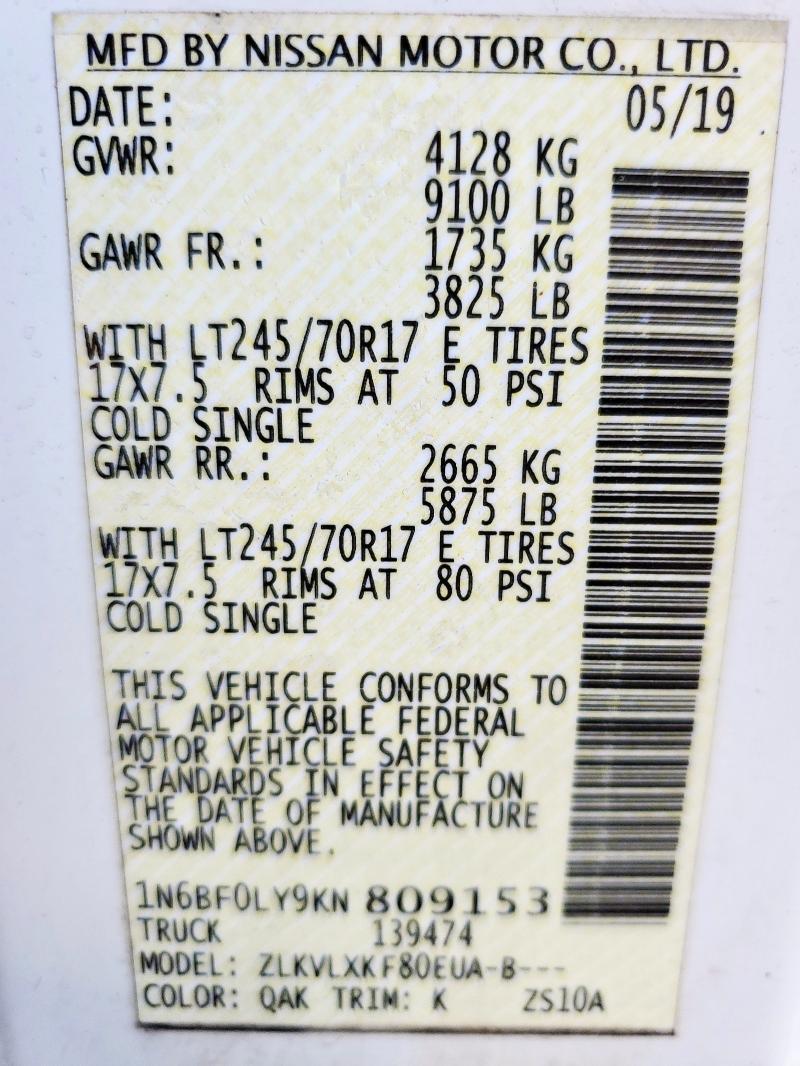 MFD BY NISSAN MOTOR CO., LTD.
DATE: 05/19
GVWR: 4128 KG
9100 LB
GAWR FR.: 1735 KG
3825 LB
WITH LT245/70R17 E TIRES
17X7.5 RIMS AT 50 PSI
COLD SINGLE
GAWR RR.: 2665 KG
5875 LB
WITH LT245/70R17 E TIRES
17X7.5 RIMS AT 80 PSI
COLD SINGLE
THIS VEHICLE CONFORMS TO
ALL APPLICABLE FEDERAL
MOTOR VEHICLE SAFETY
STANDARDS IN EFFECT ON
THE DATE OF MANUFACTURE
SHOWN ABOVE.
1N6BF0LY9KN 809153
TRUCK 139474
MODEL: ZLKVLXKF80EUA-B---
COLOR: QAK TRIM: K ZS10A